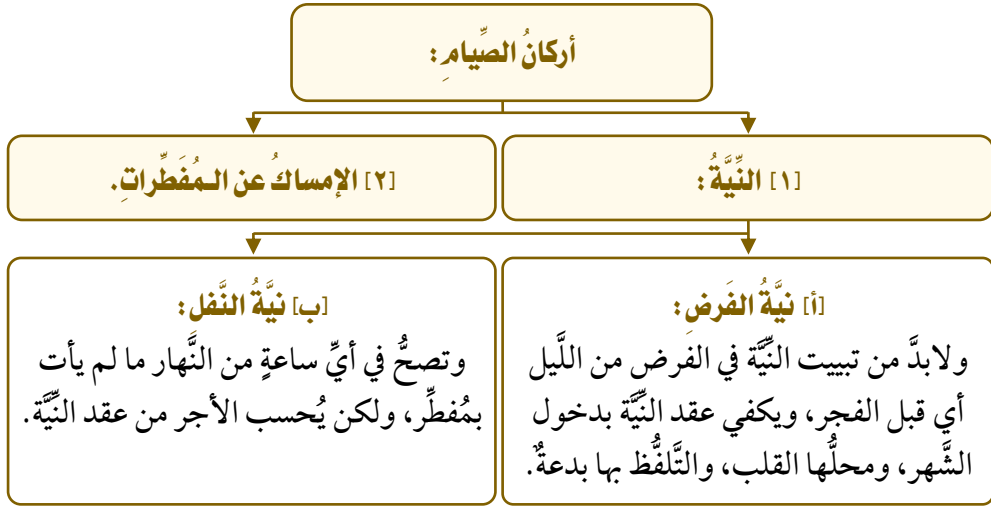 أركانُ الصِّيامِ:
[١] النِّيَّةُ:
[٢] الإمساكُ عن الـمُفَطِّراتِ.
[أ] نيَّةُ الفَرضِ:
ولابدَّ من تبييت النِّيَّة في الفرض من اللَّيل
أي قبل الفجر، ويكفي عقد النِّيَّة بدخول
الشَّهر، ومحلُّها القلب، والتَّلفُّظ بها بدعةٌ.
[ب] نيَّةُ النَّفل:
وتصحُّ في أيِّ ساعةٍ من النَّهار ما لم يأت
بمُفطِّر، ولكن يُحسب الأجر من عقد النِّيَّة.